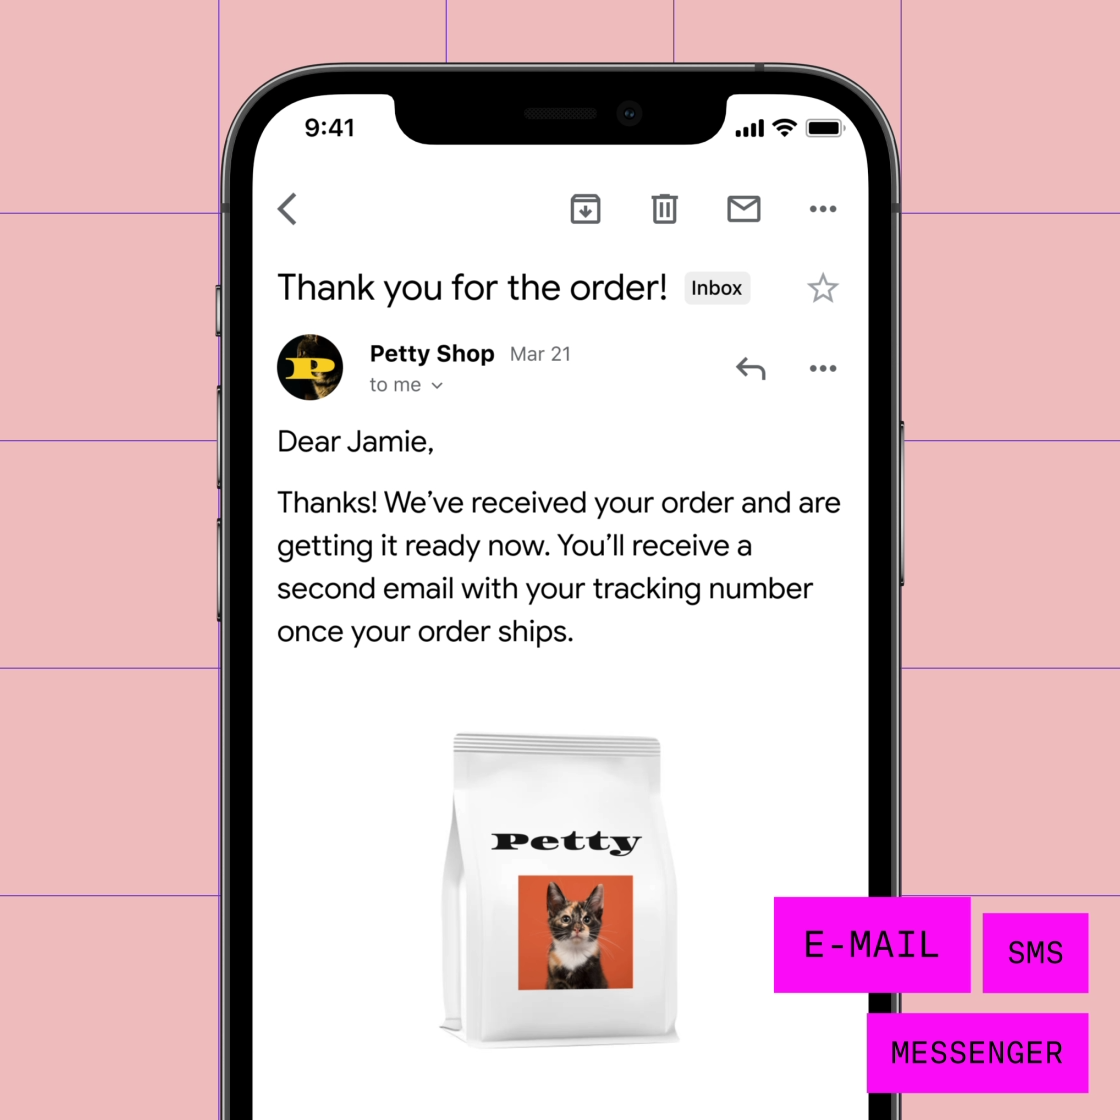 9:41
Thank you for the order! Inbox
P
Petty Shop Mar 21
to me
Dear Jamie,
Thanks! We’ve received your order and are
getting it ready now. You’ll receive a
second email with your tracking number
once your order ships.
Petty
E-MAIL
SMS
MESSENGER